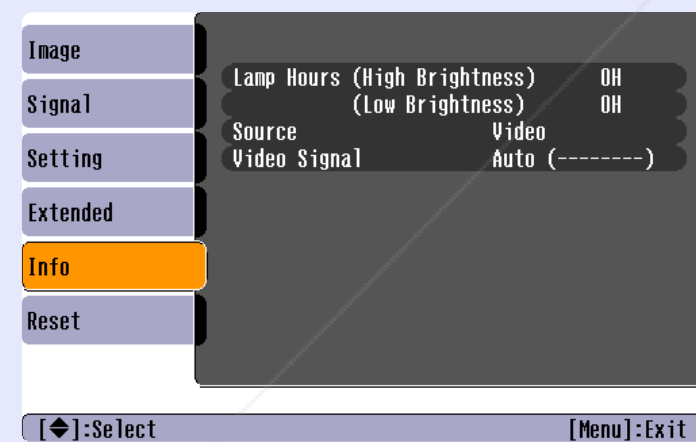 Image
Signal
Setting
Extended
Info
Reset
Lamp Hours (High Brightness) 0H
(Low Brightness) 0H
Source Video
Video Signal Auto (--------)
[◆]:Select [Menu]:Exit